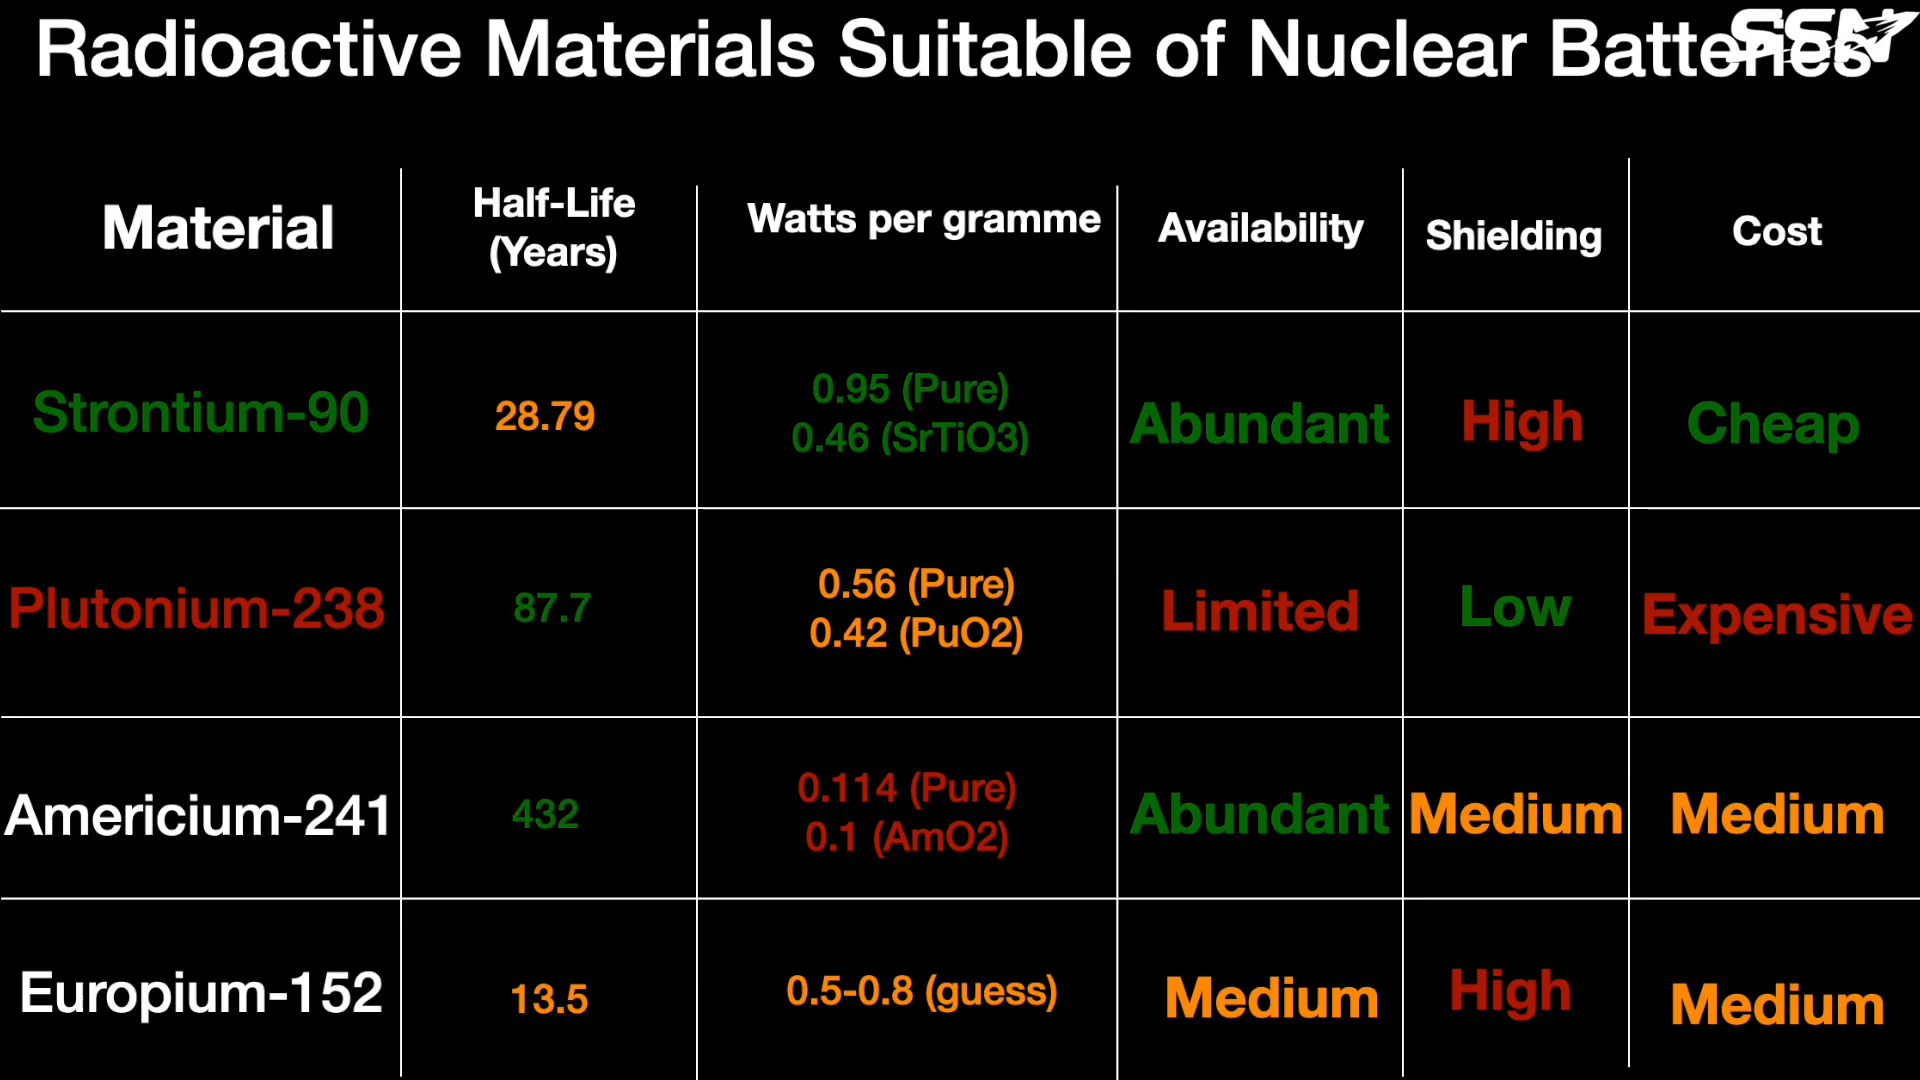 Radioactive Materials Suitable of Nuclear Batteries
SSN
Material
Half-Life
(Years)
Watts per gramme
Availability
Shielding
Cost
Strontium-90
28.79
0.95 (Pure)
0.46 (SrTiO3)
Abundant
High
Cheap
Plutonium-238
87.7
0.56 (Pure)
0.42 (PuO2)
Limited
Low
Expensive
Americium-241
432
0.114 (Pure)
0.1 (AmO2)
Abundant
Medium
Medium
Europium-152
13.5
0.5-0.8 (guess)
Medium
High
Medium